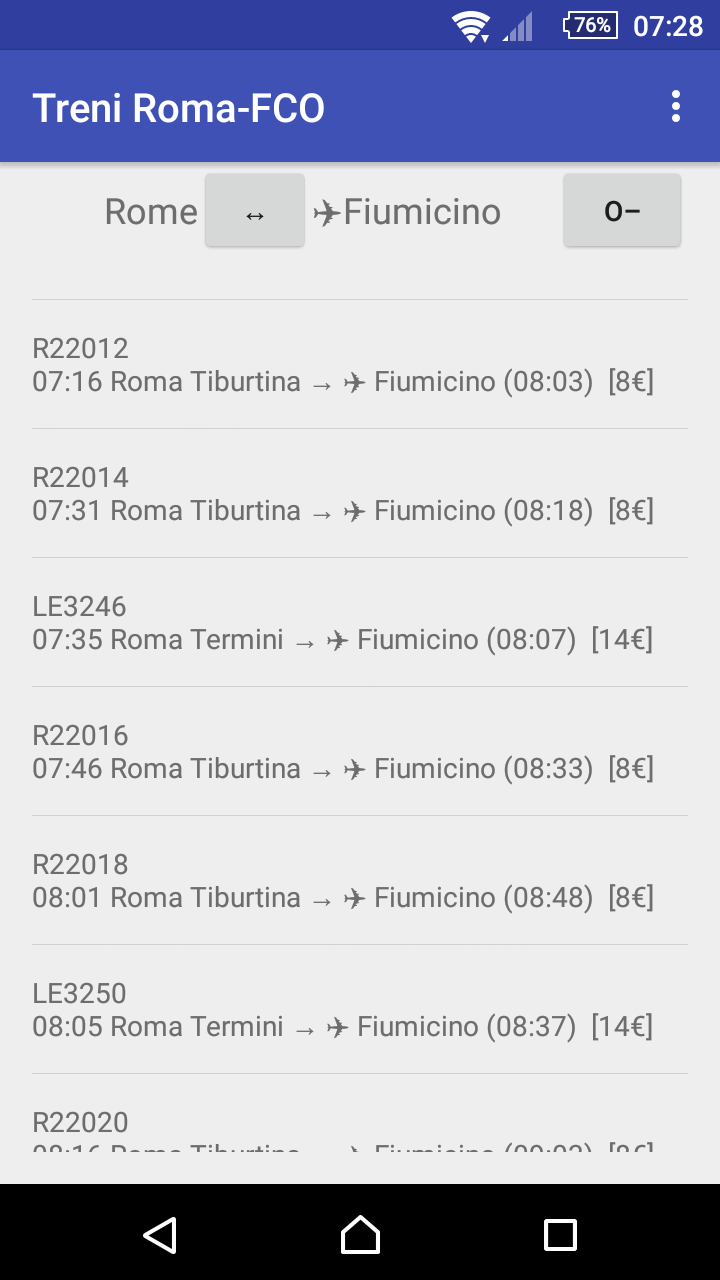 76% 07:28
Treni Roma-FCO
Rome ↔ ✈Fiumicino O–
R22012
07:16 Roma Tiburtina → ✈ Fiumicino (08:03) [8€]
R22014
07:31 Roma Tiburtina → ✈ Fiumicino (08:18) [8€]
LE3246
07:35 Roma Termini → ✈ Fiumicino (08:07) [14€]
R22016
07:46 Roma Tiburtina → ✈ Fiumicino (08:33) [8€]
R22018
08:01 Roma Tiburtina → ✈ Fiumicino (08:48) [8€]
LE3250
08:05 Roma Termini → ✈ Fiumicino (08:37) [14€]
R22020